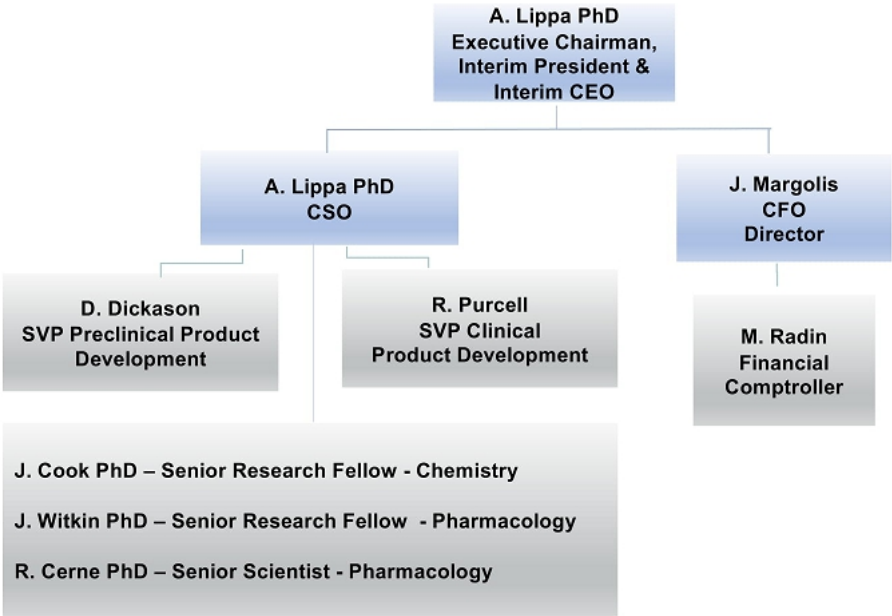 A. Lippa PhD
Executive Chairman,
Interim President &
Interim CEO
A. Lippa PhD
CSO
J. Margolis
CFO
Director
D. Dickason
SVP Preclinical Product
Development
R. Purcell
SVP Clinical
Product Development
M. Radin
Financial
Comptroller
J. Cook PhD – Senior Research Fellow - Chemistry
J. Witkin PhD – Senior Research Fellow - Pharmacology
R. Cerne PhD – Senior Scientist - Pharmacology